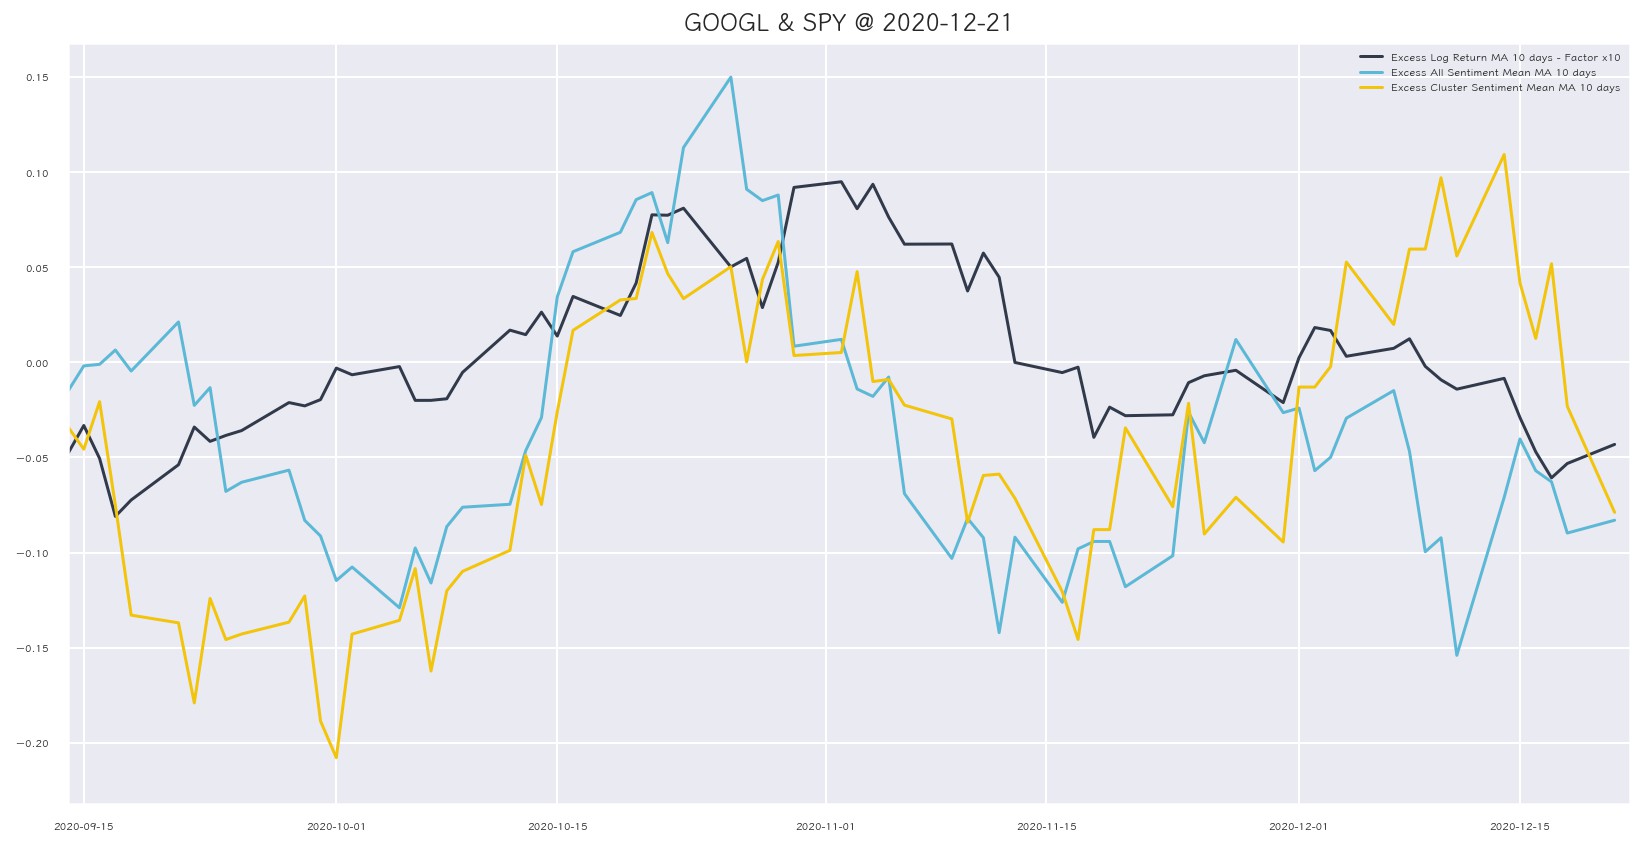 GOOGL & SPY @ 2020-12-21
Excess Log Return MA 10 days - Factor x10
Excess All Sentiment Mean MA 10 days
Excess Cluster Sentiment Mean MA 10 days
0.15
0.10
0.05
0.00
−0.05
−0.10
−0.15
−0.20
2020-09-15 2020-10-01 2020-10-15 2020-11-01 2020-11-15 2020-12-01 2020-12-15